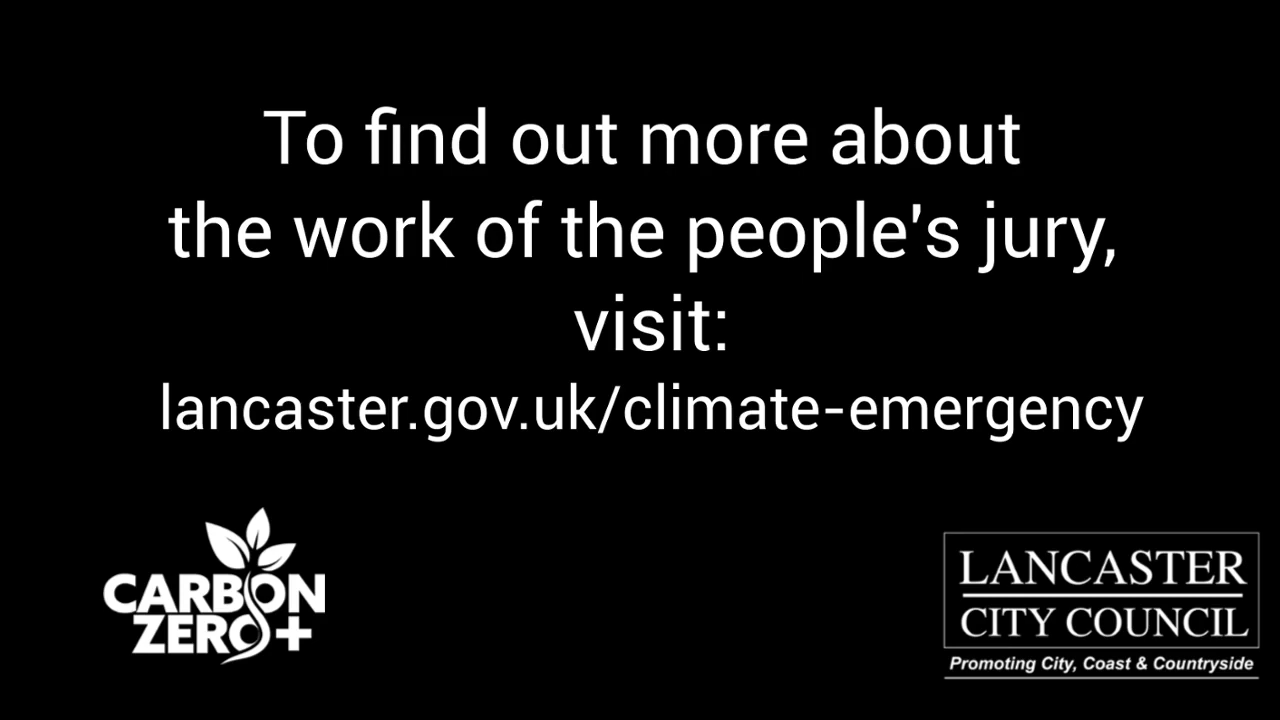 To find out more about
the work of the people's jury,
visit:
lancaster.gov.uk/climate-emergency
CARBON
ZERO+
LANCASTER
CITY COUNCIL
Promoting City, Coast & Countryside